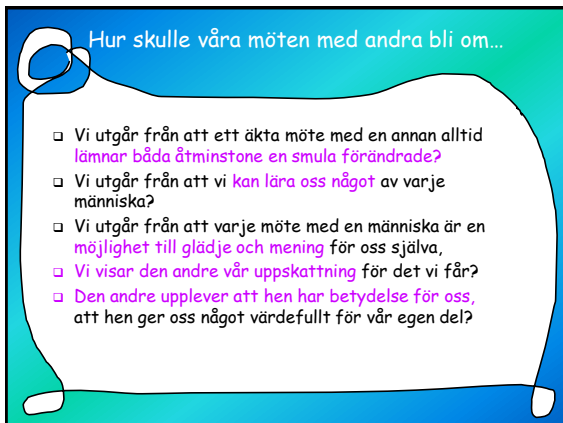 Hur skulle våra möten med andra bli om…
❑ Vi utgår från att ett äkta möte med en annan alltid
lämnar båda åtminstone en smula förändrade?
❑ Vi utgår från att vi kan lära oss något av varje
människa?
❑ Vi utgår från att varje möte med en människa är en
möjlighet till glädje och mening för oss själva,
❑ Vi visar den andre vår uppskattning för det vi får?
❑ Den andre upplever att hen har betydelse för oss,
att hen ger oss något värdefullt för vår egen del?